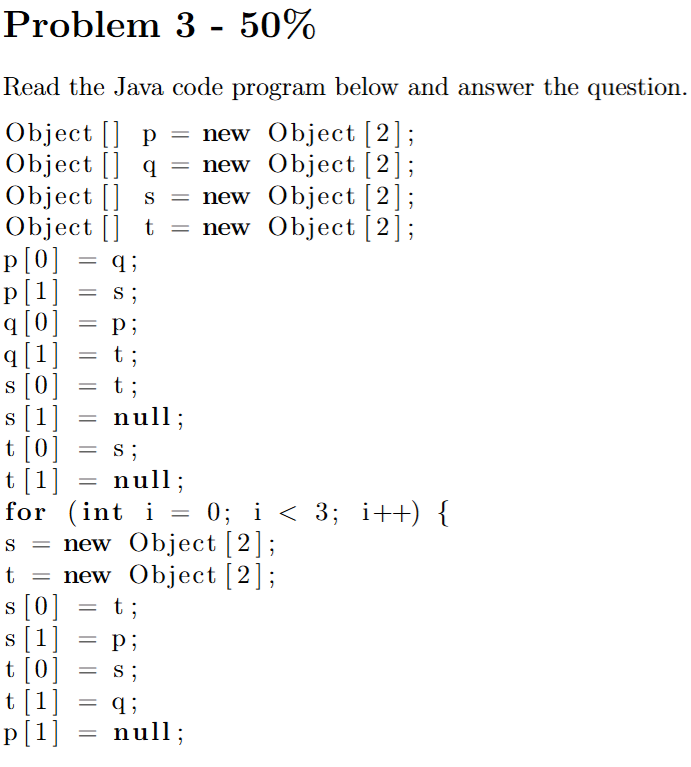 Problem 3 - 50%
Read the Java code program below and answer the question.
Object[] p = new Object[2];
Object[] q = new Object[2];
Object[] s = new Object[2];
Object[] t = new Object[2];
p[0] = q;
p[1] = s;
q[0] = p;
q[1] = t;
s[0] = t;
s[1] = null;
t[0] = s;
t[1] = null;
for (int i = 0; i < 3; i++) {
s = new Object[2];
t = new Object[2];
s[0] = t;
s[1] = p;
t[0] = s;
t[1] = q;
p[1] = null;